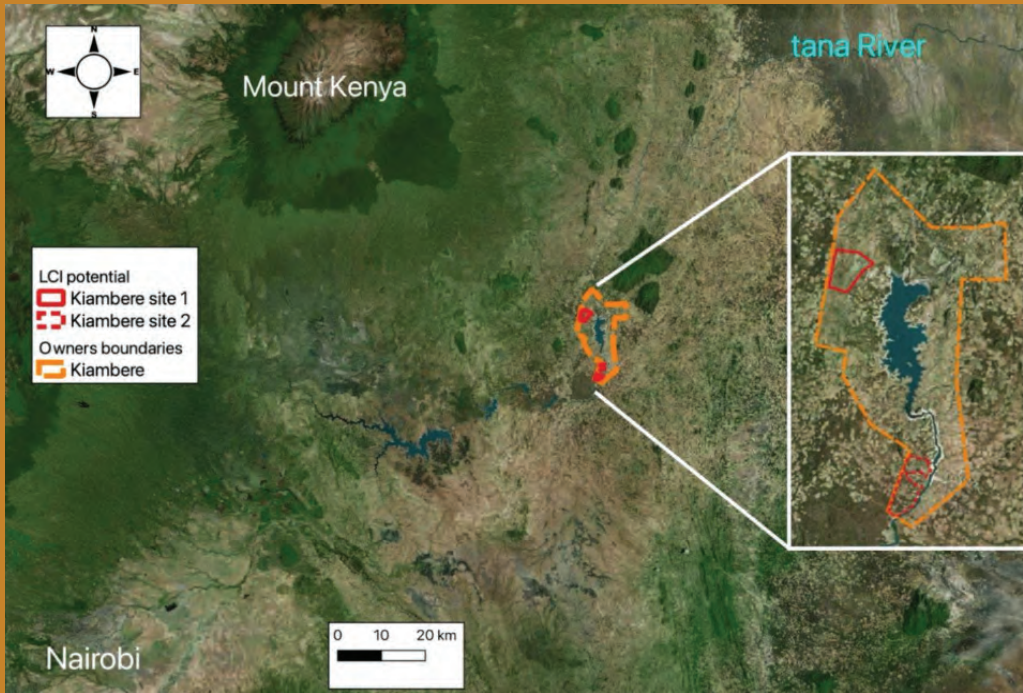 N
W E
S
Mount Kenya
tana River
LCI potential
Kiambere site 1
Kiambere site 2
Owners boundaries
Kiambere
0 10 20 km
Nairobi